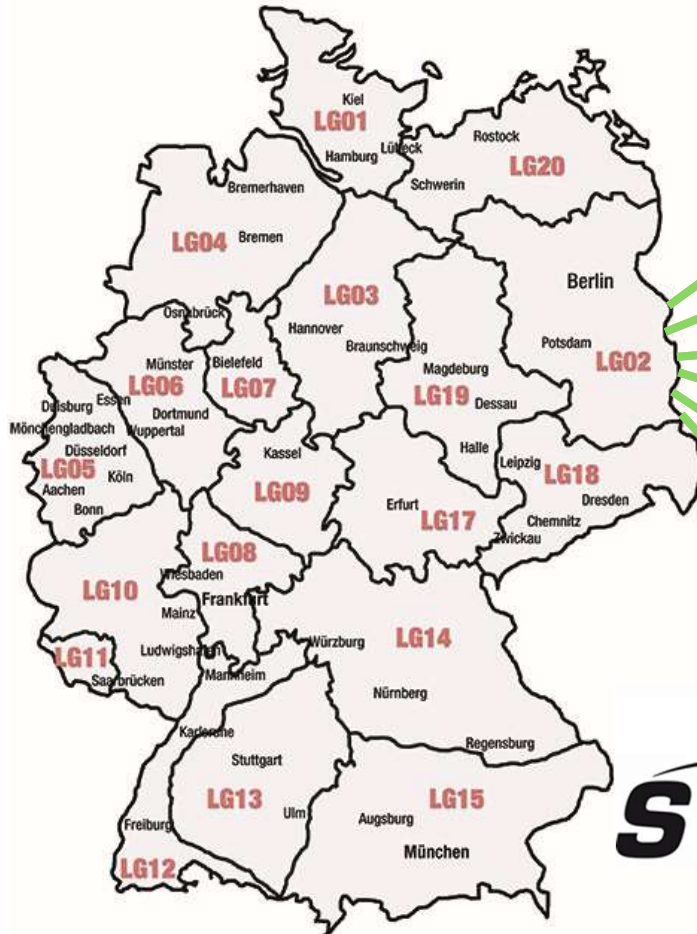 Kiel
LG01
Hamburg
Lübeck
Rostock
LG20
Schwerin
Bremerhaven
LG04
Bremen
Berlin
LG03
Osnabrück
Hannover
Braunschweig
Potsdam
LG02
Münster
Bielefeld
LG06
LG07
Magdeburg
LG19
Dessau
Duisburg
Essen
Dortmund
Mönchengladbach
Wuppertal
Düsseldorf
LG05
Köln
Aachen
Bonn
Kassel
LG09
Halle
Leipzig
LG18
Dresden
Erfurt
LG17
Chemnitz
Zwickau
LG08
Wiesbaden
LG10
Frankfurt
Mainz
LG11
Ludwigshafen
Saarbrücken
Mannheim
Würzburg
LG14
Nürnberg
Karlsruhe
Regensburg
Stuttgart
LG13
LG15
Ulm
Augsburg
Freiburg
München
LG12
S